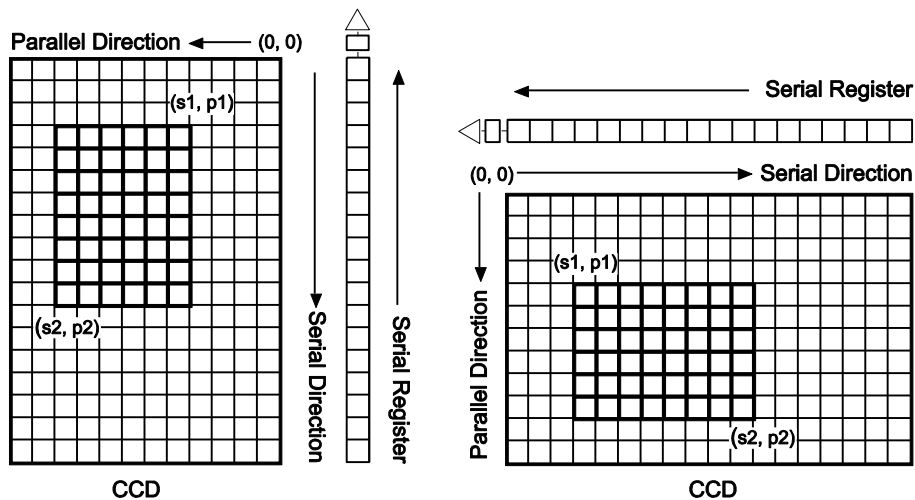 Parallel Direction
(0, 0)
(s1, p1)
(s2, p2)
Serial Direction
Serial Register
CCD
Serial Register
(0, 0)
Serial Direction
Parallel Direction
(s1, p1)
(s2, p2)
CCD